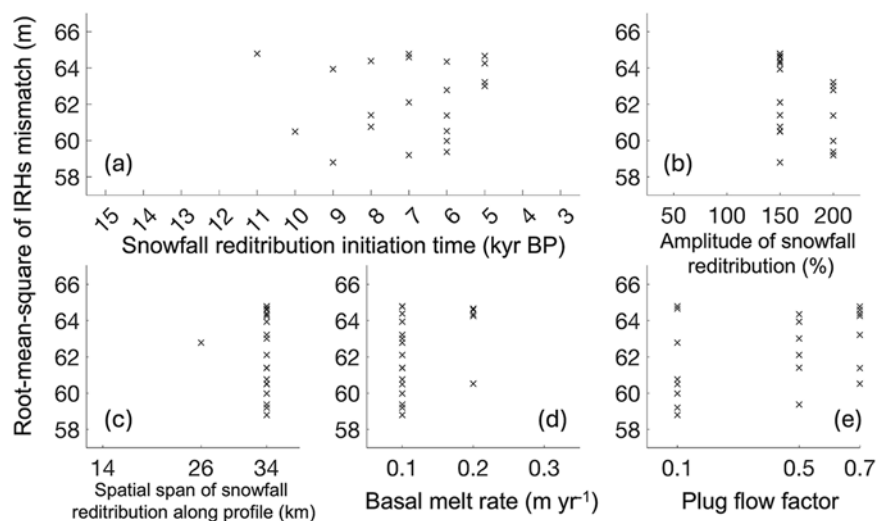 Root-mean-square of IRHs mismatch (m)
66
64
62
60
58
(a)
15 14 13 12 11 10 9 8 7 6 5 4 3
Snowfall reditribution initiation time (kyr BP)
66
64
62
60
58
(b)
50 100 150 200
Amplitude of snowfall
reditribution (%)
66
64
62
60
58
(c)
14 26 34
Spatial span of snowfall
reditribution along profile (km)
66
64
62
60
58
(d)
0.1 0.2 0.3
Basal melt rate (m yr⁻¹)
66
64
62
60
58
(e)
0.1 0.5 0.7
Plug flow factor